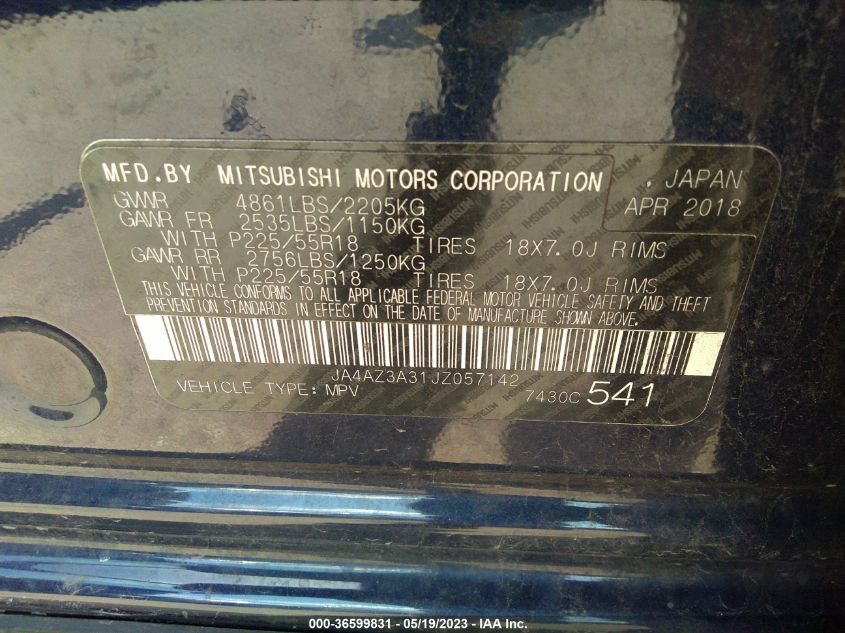 MFD.BY MITSUBISHI MOTORS CORPORATION , JAPAN
GVWR 4861LBS/2205KG APR 2018
GAWR FR 2535LBS/1150KG
WITH P225/55R18 TIRES 18X7.0J RIMS
GAWR RR 2756LBS/1250KG
WITH P225/55R18 TIRES 18X7.0J RIMS
THIS VEHICLE CONFORMS TO ALL APPLICABLE FEDERAL MOTOR VEHICLE SAFETY AND THEFT
PREVENTION STANDARDS IN EFFECT ON THE DATE OF MANUFACTURE SHOWN ABOVE.
JA4AZ3A31JZ057142
VEHICLE TYPE:MPV 7430C 541
000-36599831 - 05/19/2023 - IAA Inc.